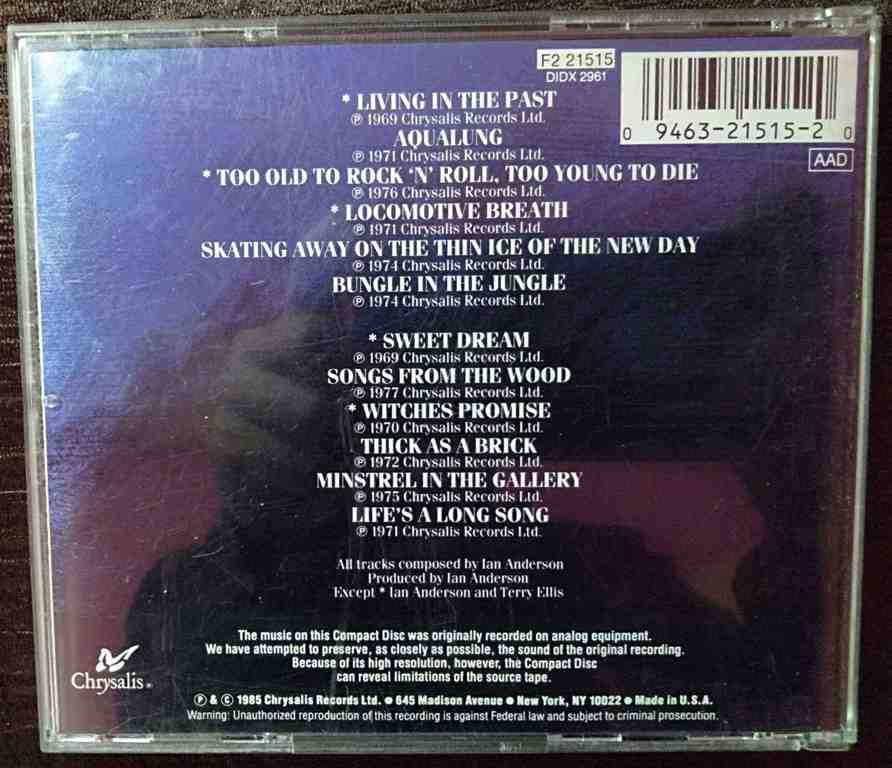 F2 21515
DIDX 2961
0 9463-21515-2 0
AAD
* LIVING IN THE PAST
℗ 1969 Chrysalis Records Ltd.
AQUALUNG
℗ 1971 Chrysalis Records Ltd.
* TOO OLD TO ROCK ‘N’ ROLL, TOO YOUNG TO DIE
℗ 1976 Chrysalis Records Ltd.
* LOCOMOTIVE BREATH
℗ 1971 Chrysalis Records Ltd.
SKATING AWAY ON THE THIN ICE OF THE NEW DAY
℗ 1974 Chrysalis Records Ltd.
BUNGLE IN THE JUNGLE
℗ 1974 Chrysalis Records Ltd.
* SWEET DREAM
℗ 1969 Chrysalis Records Ltd.
SONGS FROM THE WOOD
℗ 1977 Chrysalis Records Ltd.
* WITCHES PROMISE
℗ 1970 Chrysalis Records Ltd.
THICK AS A BRICK
℗ 1972 Chrysalis Records Ltd.
MINSTREL IN THE GALLERY
℗ 1975 Chrysalis Records Ltd.
LIFE'S A LONG SONG
℗ 1971 Chrysalis Records Ltd.
All tracks composed by Ian Anderson
Produced by Ian Anderson
Except * Ian Anderson and Terry Ellis
The music on this Compact Disc was originally recorded on analog equipment.
We have attempted to preserve, as closely as possible, the sound of the original recording.
Because of its high resolution, however, the Compact Disc
can reveal limitations of the source tape.
Chrysalis®
℗ & © 1985 Chrysalis Records Ltd. ● 645 Madison Avenue ● New York, NY 10022 ● Made in U.S.A.
Warning: Unauthorized reproduction of this recording is against Federal law and subject to criminal prosecution.